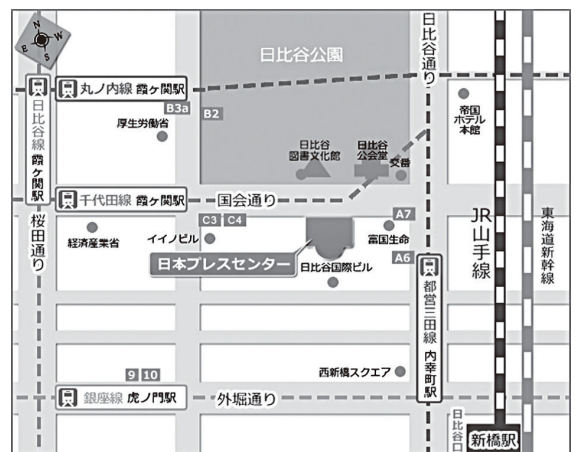 N
E
W
S
日比谷公園
日比谷通り
丸ノ内線 霞ヶ関駅
B3a
B2
厚生労働省
帝国
ホテル
本館
日比谷線 霞ヶ関駅
日比谷
図書文化館
日比谷
公会堂
交番
千代田線 霞ヶ関駅
国会通り
桜田通り
C3
C4
A7
経済産業省
イイノビル
富国生命
JR山手線
東海道新幹線
日本プレスセンター
日比谷国際ビル
A6
都営三田線 内幸町駅
西新橋スクエア
9
10
銀座線 虎ノ門駅
外堀通り
日比谷口
新橋駅